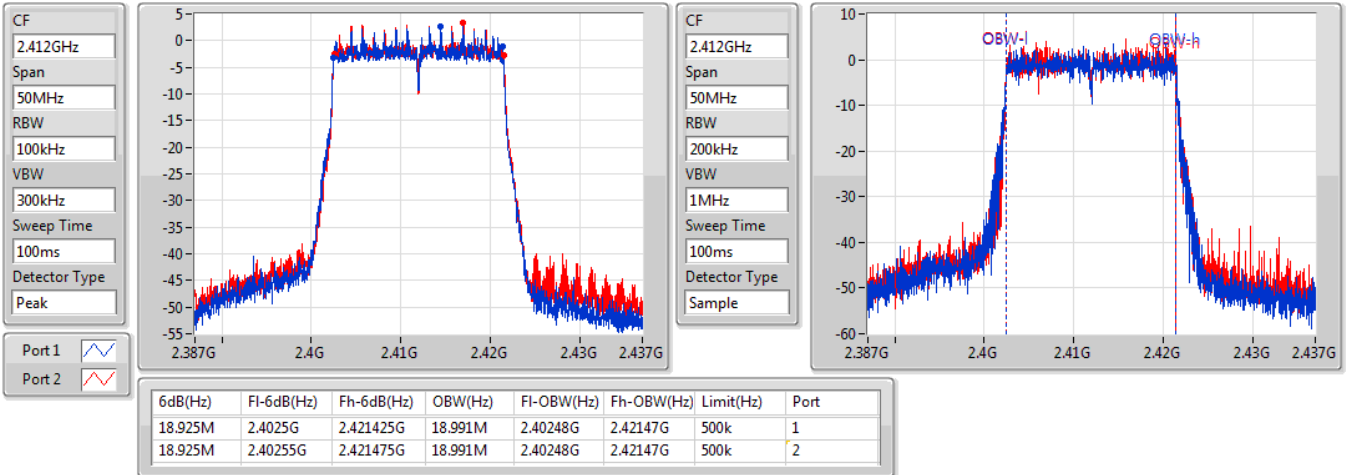 CF
2.412GHz
Span
50MHz
RBW
100kHz
VBW
300kHz
Sweep Time
100ms
Detector Type
Peak
Port 1
Port 2
5
0
-5
-10
-15
-20
-25
-30
-35
-40
-45
-50
-55
2.387G 2.4G 2.41G 2.42G 2.43G 2.437G
CF
2.412GHz
Span
50MHz
RBW
200kHz
VBW
1MHz
Sweep Time
100ms
Detector Type
Sample
10
0
-10
-20
-30
-40
-50
-60
OBW-l OBW-h
2.387G 2.4G 2.41G 2.42G 2.43G 2.437G
6dB(Hz) Fl-6dB(Hz) Fh-6dB(Hz) OBW(Hz) Fl-OBW(Hz) Fh-OBW(Hz) Limit(Hz) Port
18.925M 2.4025G 2.421425G 18.991M 2.40248G 2.42147G 500k 1
18.925M 2.40255G 2.421475G 18.991M 2.40248G 2.42147G 500k 2